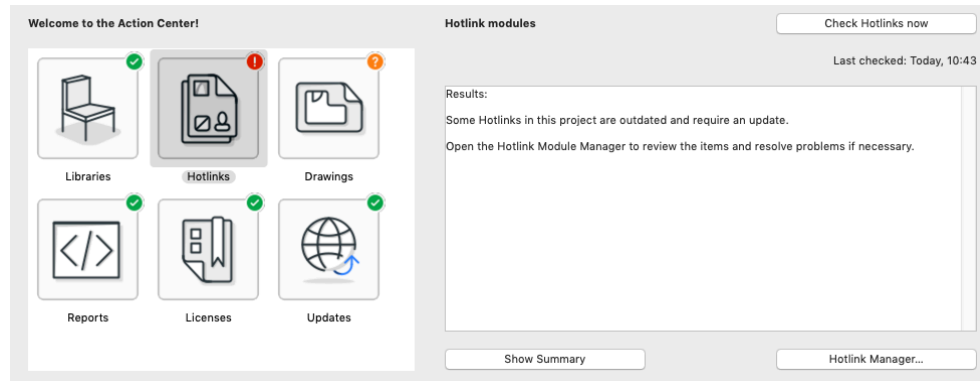 Welcome to the Action Center!
Libraries
Hotlinks
Drawings
Reports
Licenses
Updates
Hotlink modules
Check Hotlinks now
Last checked: Today, 10:43
Results:
Some Hotlinks in this project are outdated and require an update.
Open the Hotlink Module Manager to review the items and resolve problems if necessary.
Show Summary
Hotlink Manager...